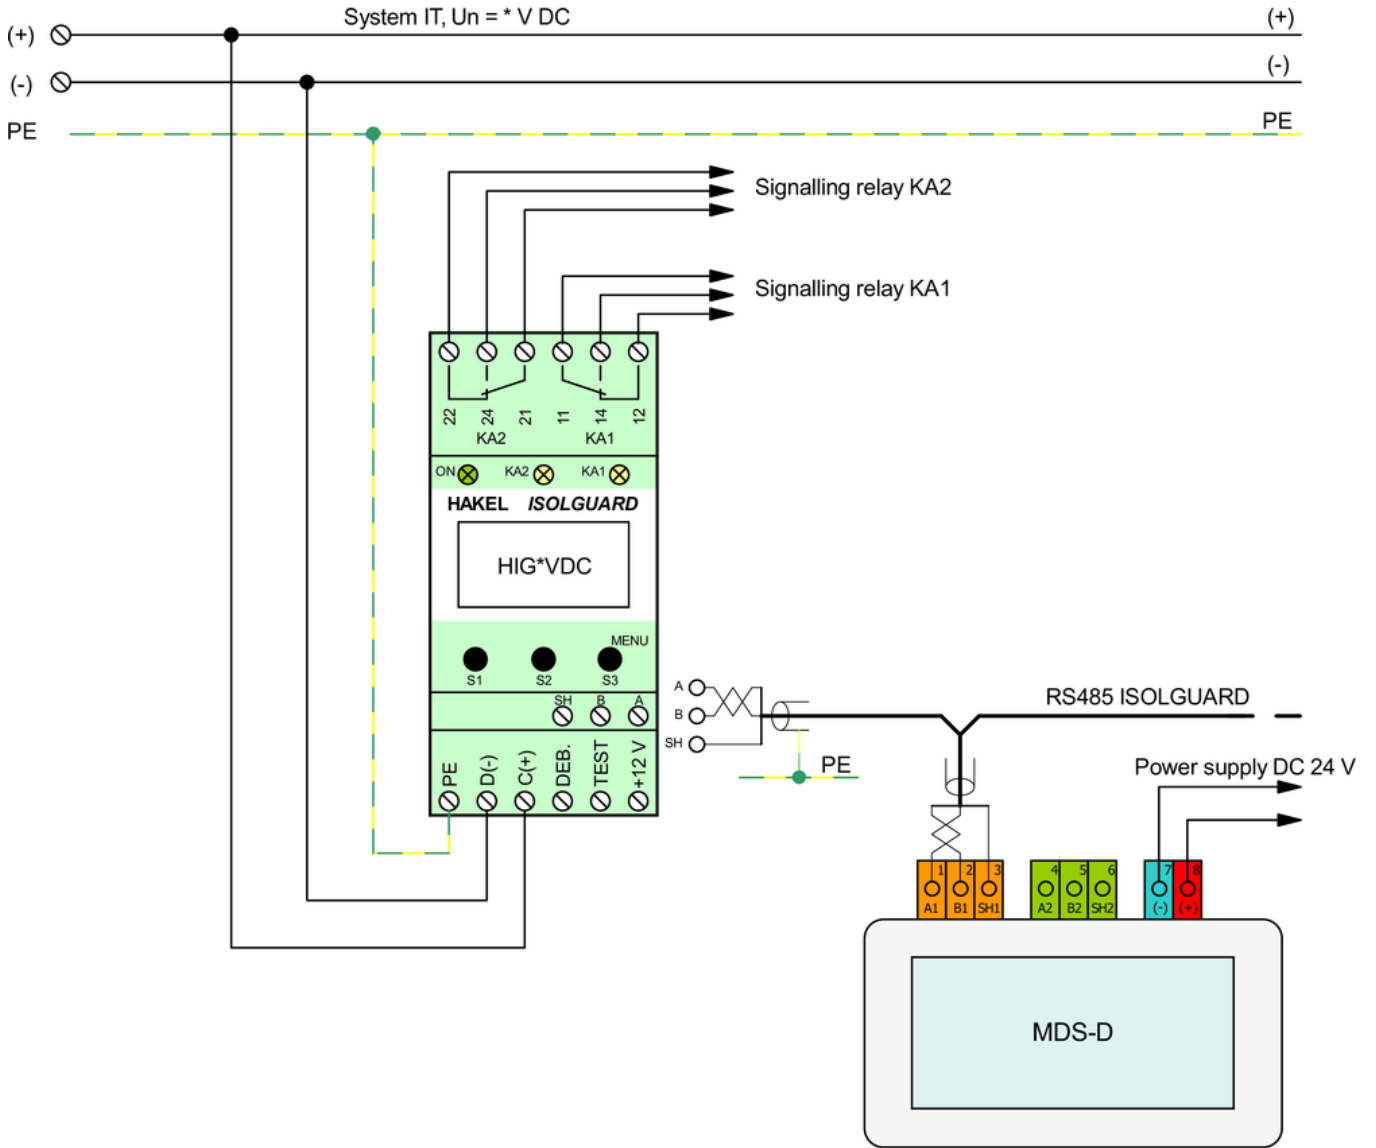 System IT, Un = * V DC
(+) (+)
(-) (-)
PE PE
Signalling relay KA2
Signalling relay KA1
22 24 21 11 14 12
KA2 KA1
ON KA2 KA1
HAKEL ISOLGUARD
HIG*VDC
MENU
S1 S2 S3
SH B A
PE D(-) C(+) DEB. TEST +12 V
A
B
SH
PE
RS485 ISOLGUARD
Power supply DC 24 V
1 2 3 4 5 6 7 8
A1 B1 SH1 A2 B2 SH2 (-) (+)
MDS-D